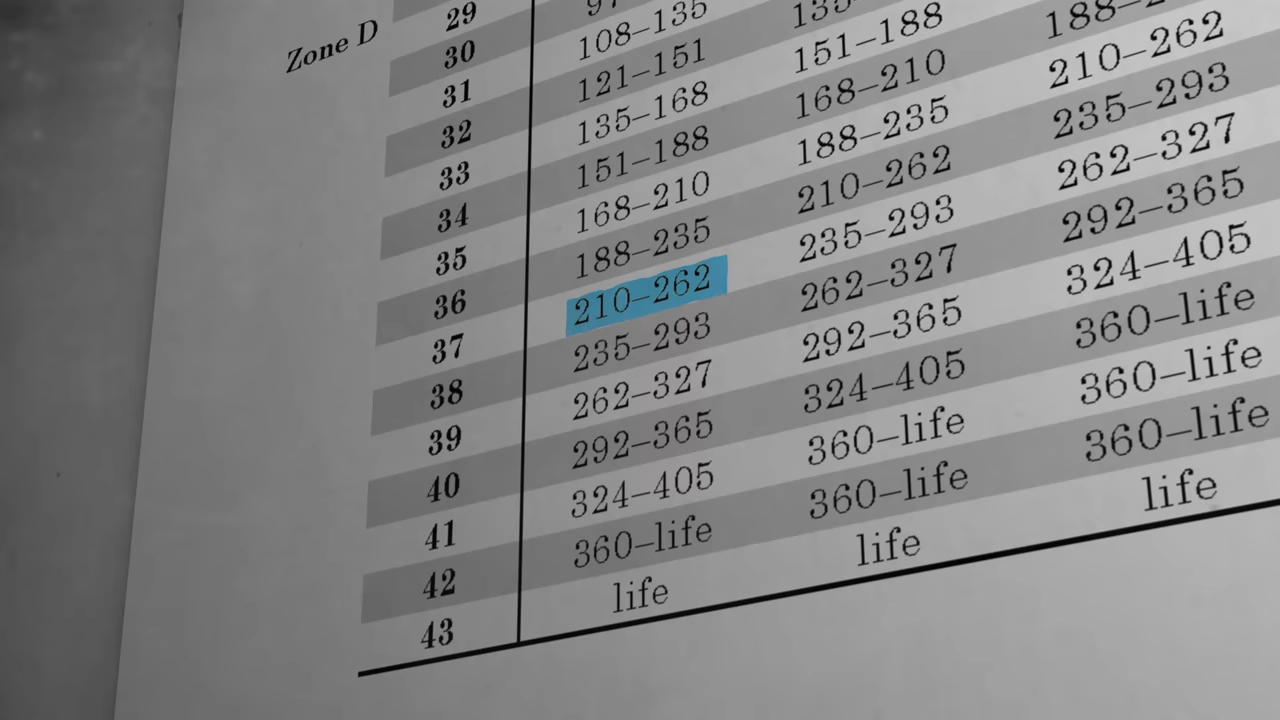 Zone D
29
30
31 108–135
32 121–151
33 135–168 151–188
34 151–188 168–210
35 168–210 188–235 210–262
36 188–235 210–262 235–293
37 210–262 235–293 262–327
38 235–293 262–327 292–365
39 262–327 292–365 324–405
40 292–365 324–405 360–life
41 324–405 360–life 360–life
42 360–life 360–life 360–life
43 life life life